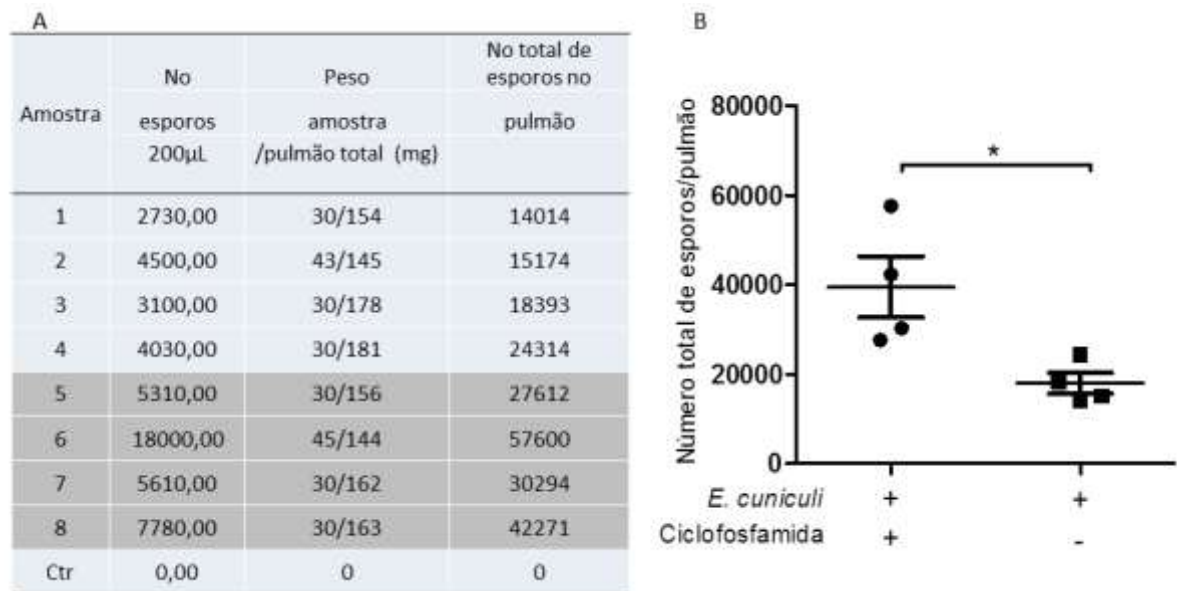 A
Amostra No esporos 200µL Peso amostra /pulmão total (mg) No total de esporos no pulmão
1 2730,00 30/154 14014
2 4500,00 43/145 15174
3 3100,00 30/178 18393
4 4030,00 30/181 24314
5 5310,00 30/156 27612
6 18000,00 45/144 57600
7 5610,00 30/162 30294
8 7780,00 30/163 42271
Ctr 0,00 0 0
B
Número total de esporos/pulmão
80000
60000
40000
20000
0
*
E. cuniculi + +
Ciclofosfamida + -